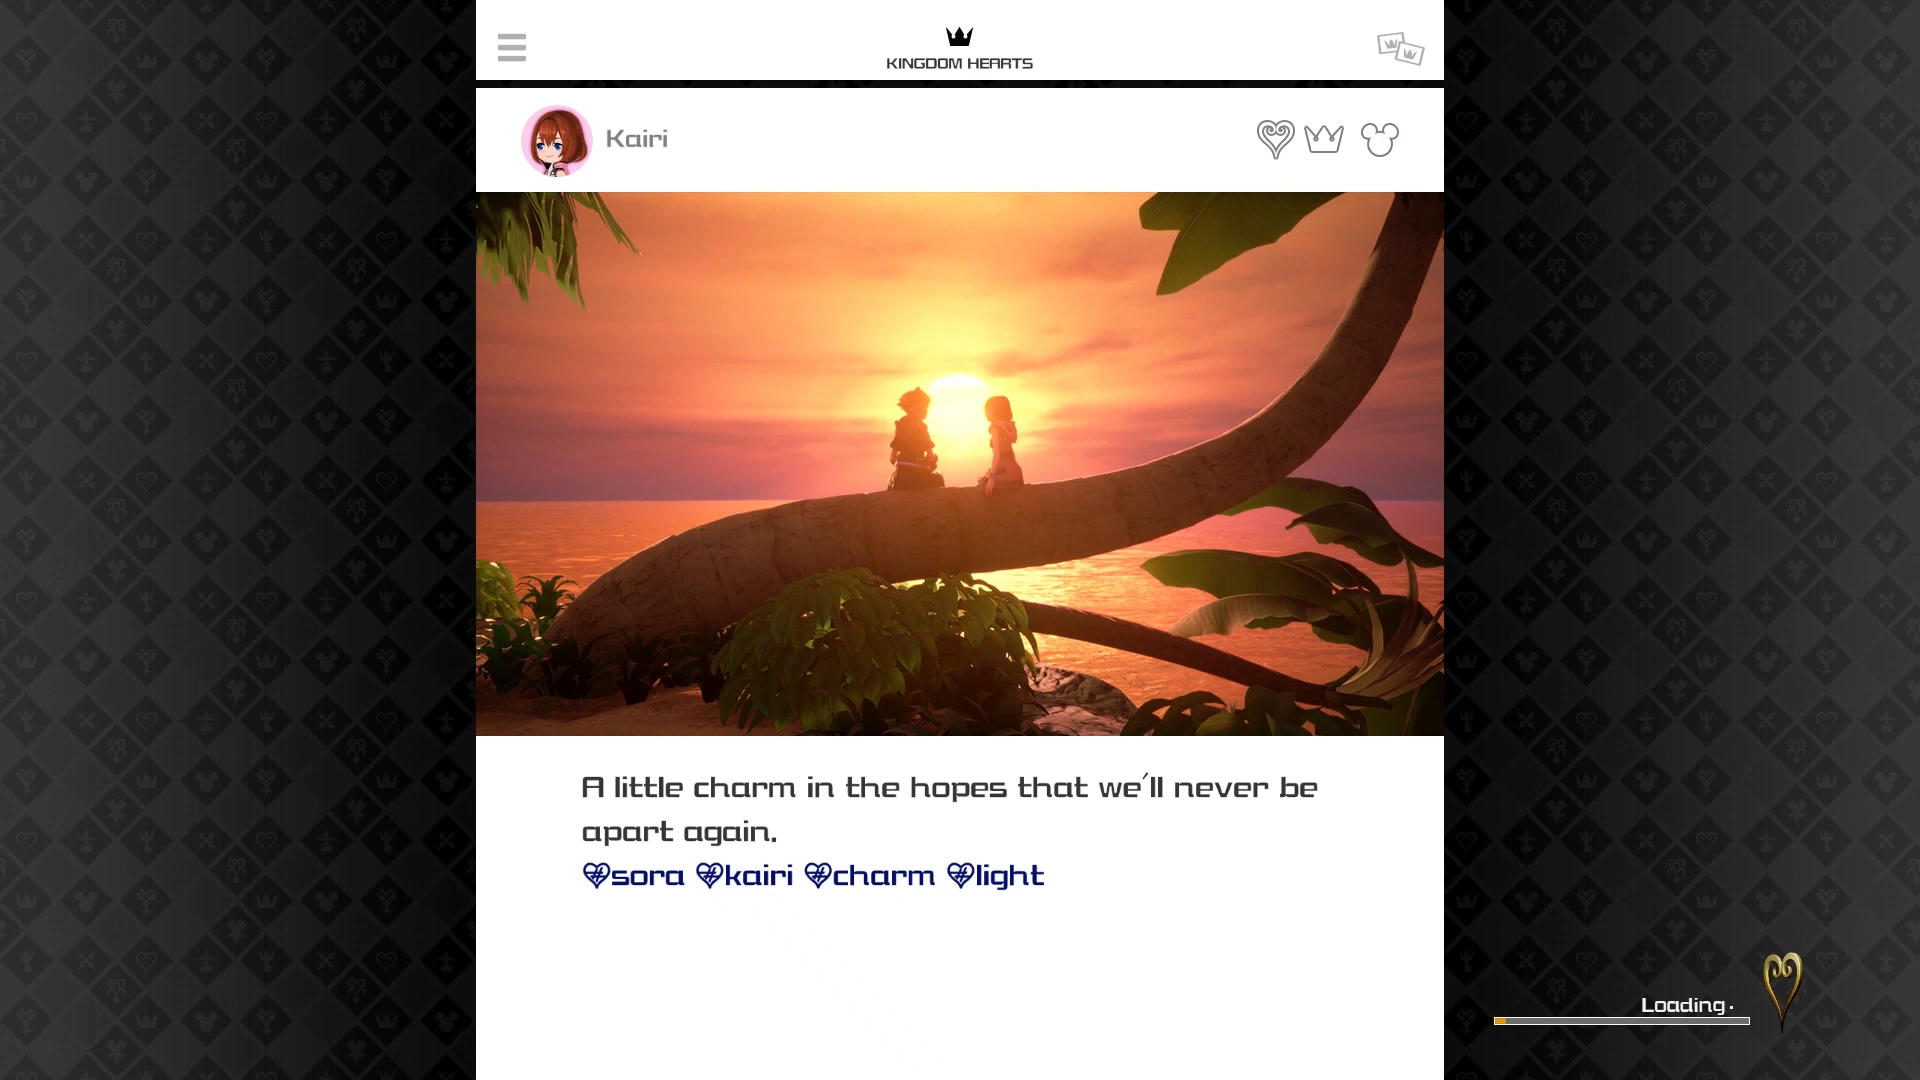 KINGDOM HEARTS
Kairi
A little charm in the hopes that we'll never be
apart again.
#sora #kairi #charm #light
Loading.